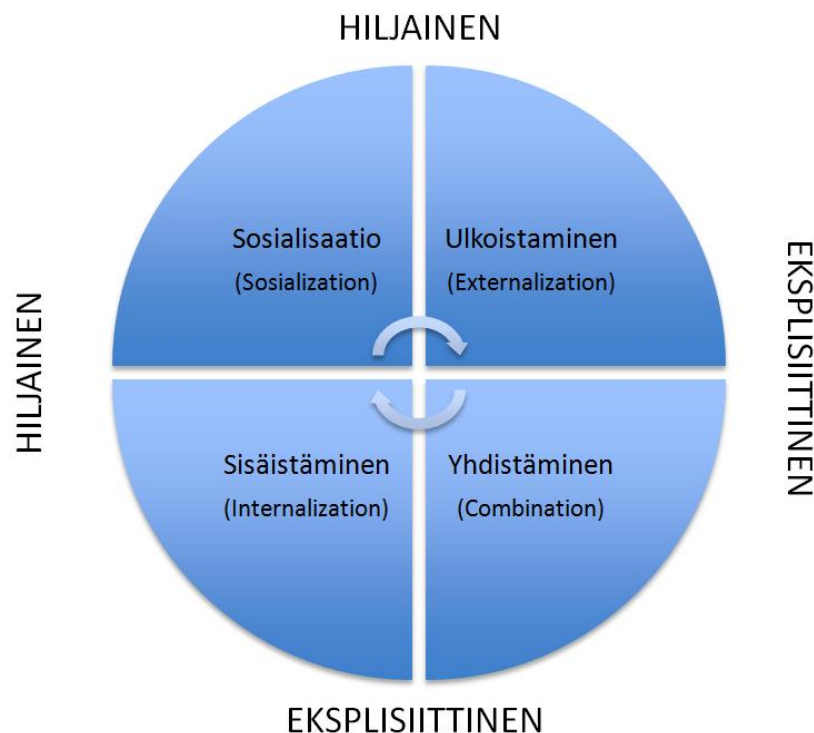 HILJAINEN
Sosialisaatio
(Sosialization)
Ulkoistaminen
(Externalization)
HILJAINEN
EKSPLISIITTINEN
Sisäistäminen
(Internalization)
Yhdistäminen
(Combination)
EKSPLISIITTINEN